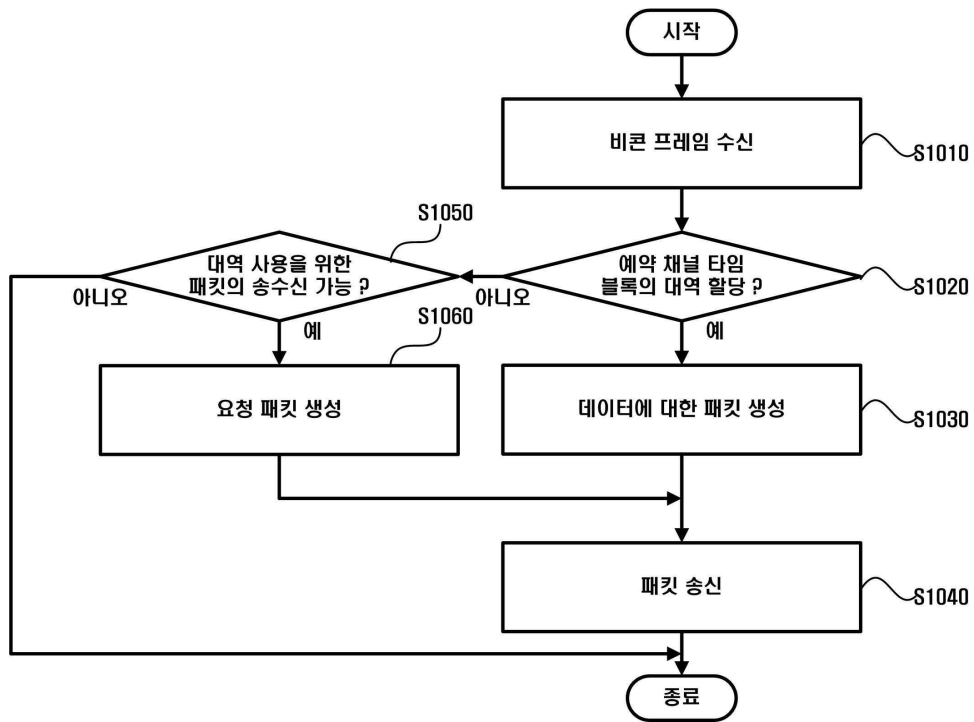 시작
비콘 프레임 수신
S1010
S1050
대역 사용을 위한
패킷의 송수신 가능 ?
아니오
예약 채널 타임
블록의 대역 할당 ?
아니오
S1020
예
S1060
예
요청 패킷 생성
데이터에 대한 패킷 생성
S1030
패킷 송신
S1040
종료